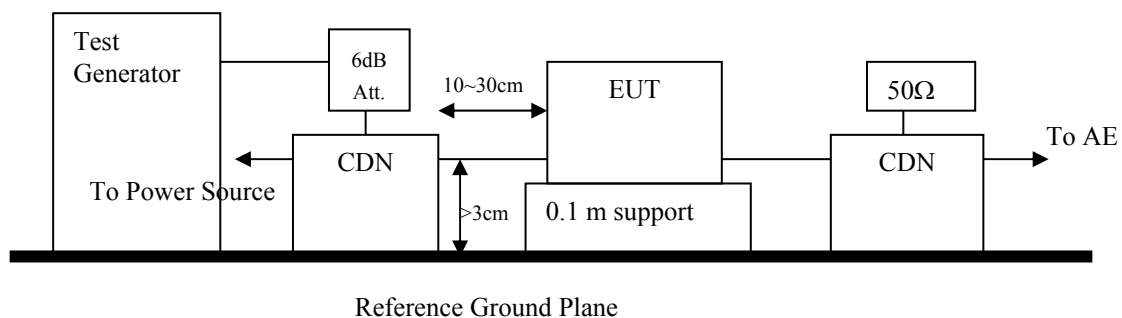 Test
Generator
6dB
Att.
10~30cm
EUT
50Ω
To AE
CDN
CDN
To Power Source
>3cm
0.1 m support
Reference Ground Plane